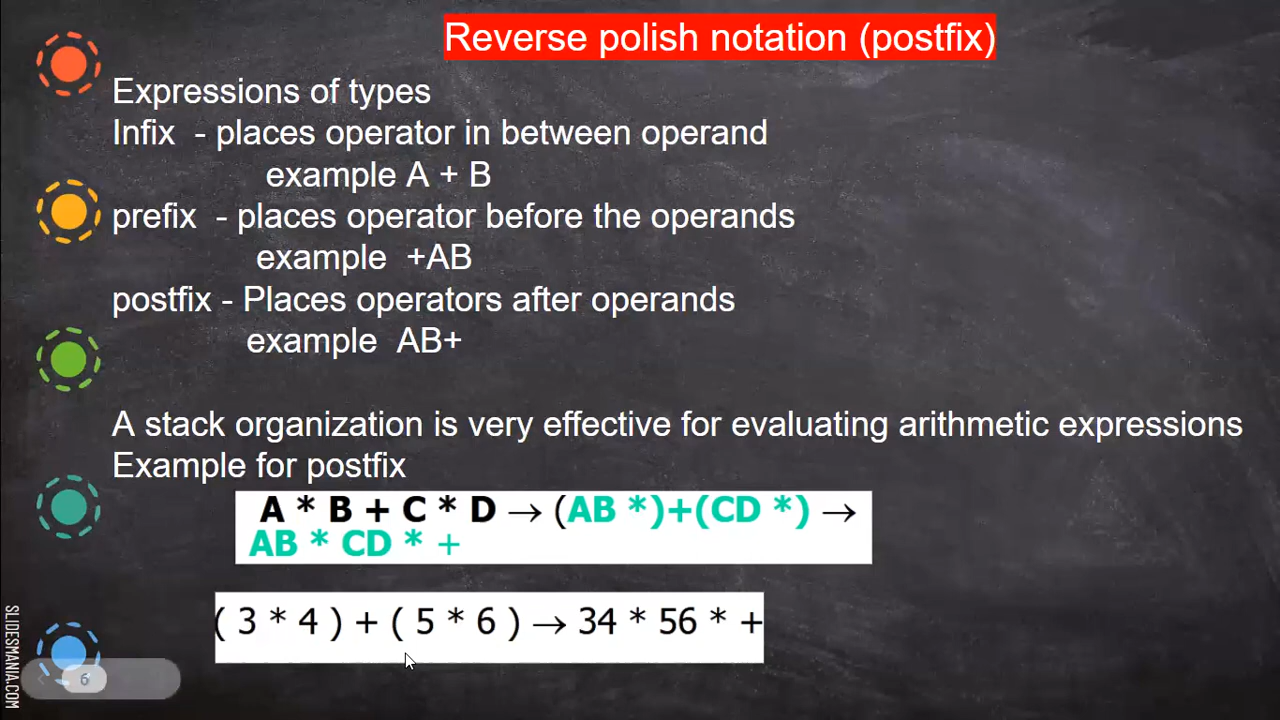 Reverse polish notation (postfix)
Expressions of types
Infix - places operator in between operand
example A + B
prefix - places operator before the operands
example +AB
postfix - Places operators after operands
example AB+
A stack organization is very effective for evaluating arithmetic expressions
Example for postfix
A * B + C * D → (AB *)+(CD *) →
AB * CD * +
( 3 * 4 ) + ( 5 * 6 ) → 34 * 56 * +
SLIDESMANIA.COM
6